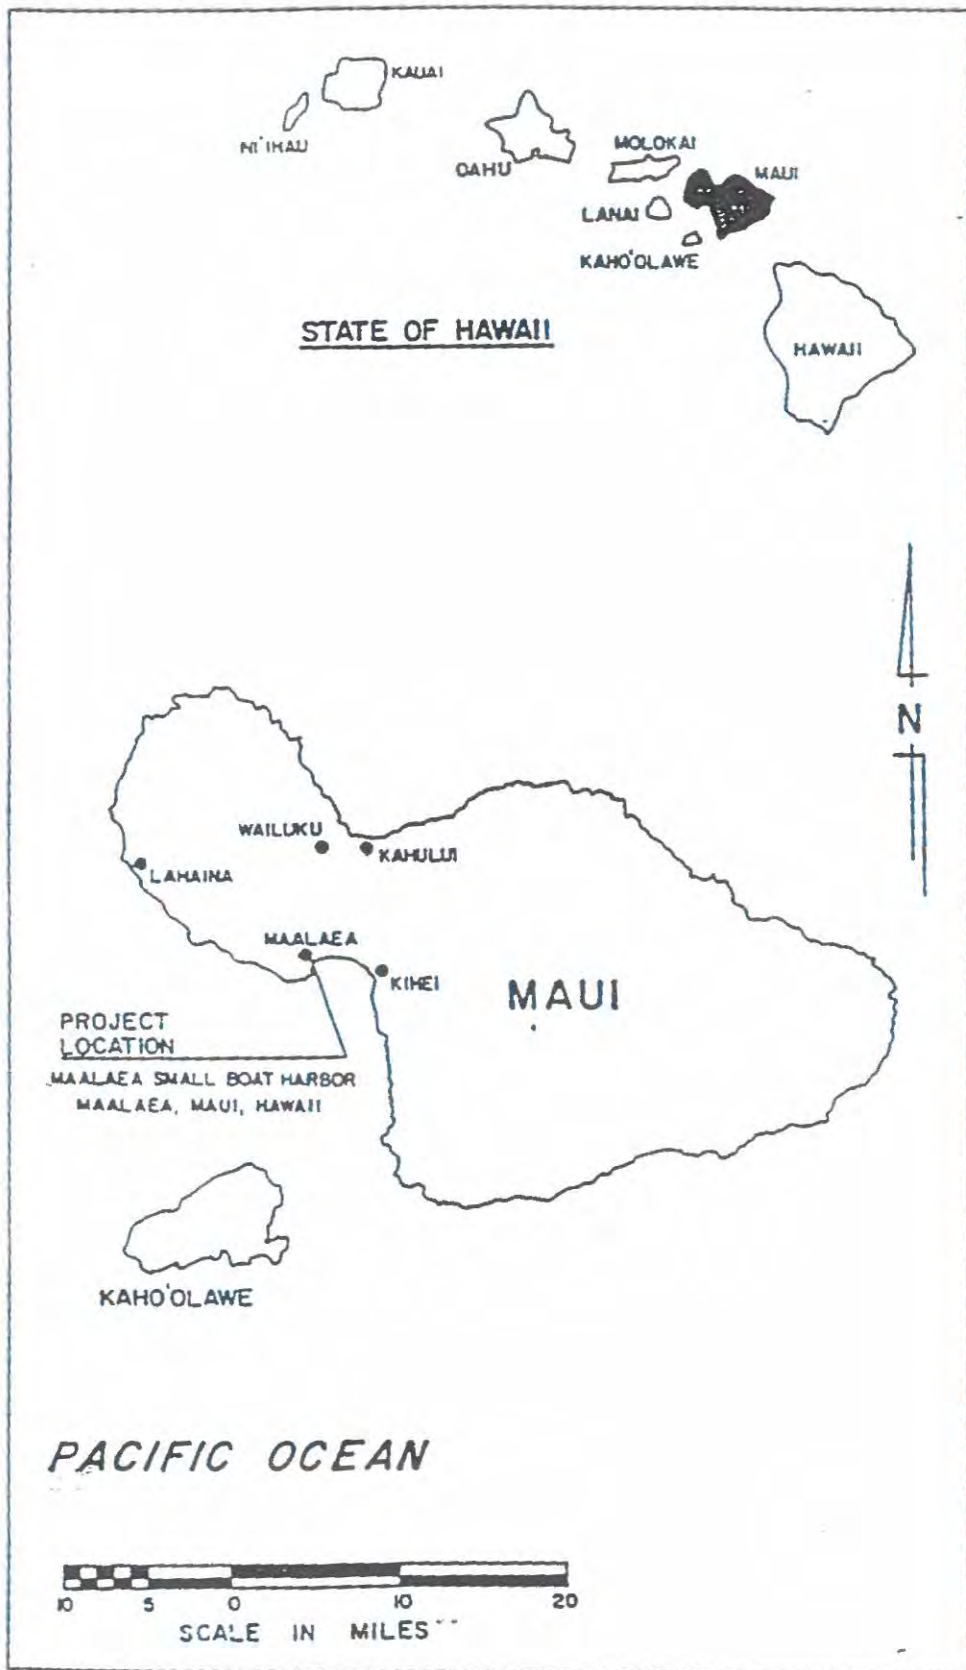 KAUAI
NI'IHAU
OAHU
MOLOKAI
MAUI
LANAI
KAHO'OLAWE
STATE OF HAWAII
HAWAII
N
WAILUKU
KAHULUI
LAHAINA
MAALAEA
KIHEI
MAUI
PROJECT
LOCATION
MAALAEA SMALL BOAT HARBOR
MAALAEA, MAUI, HAWAII
KAHO'OLAWE
PACIFIC OCEAN
10 5 0 10 20
SCALE IN MILES